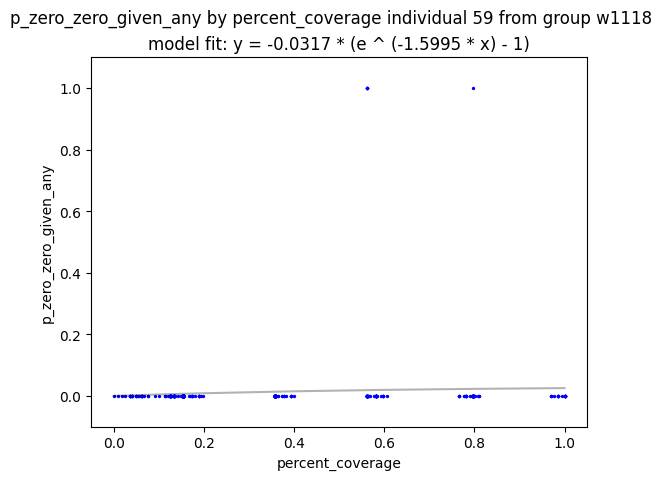 p_zero_zero_given_any by percent_coverage individual 59 from group w1118
model fit: y = -0.0317 * (e ^ (-1.5995 * x) - 1)
1.0
0.8
0.6
0.4
0.2
0.0
p_zero_zero_given_any
0.0 0.2 0.4 0.6 0.8 1.0
percent_coverage